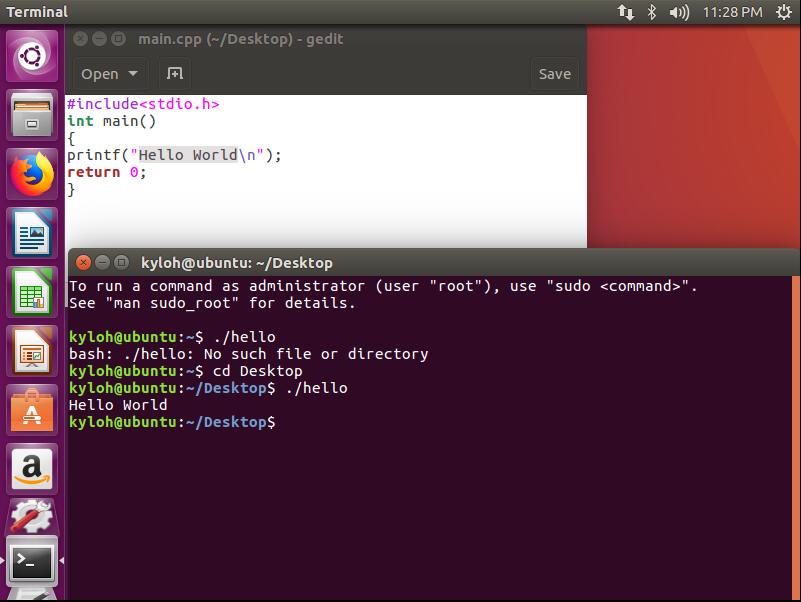 Terminal
11:28 PM
main.cpp (~/Desktop) - gedit
Open
Save
#include<stdio.h>
int main()
{
printf("Hello World\n");
return 0;
}
kyloh@ubuntu: ~/Desktop
To run a command as administrator (user "root"), use "sudo <command>".
See "man sudo_root" for details.
kyloh@ubuntu:~$ ./hello
bash: ./hello: No such file or directory
kyloh@ubuntu:~$ cd Desktop
kyloh@ubuntu:~/Desktop$ ./hello
Hello World
kyloh@ubuntu:~/Desktop$